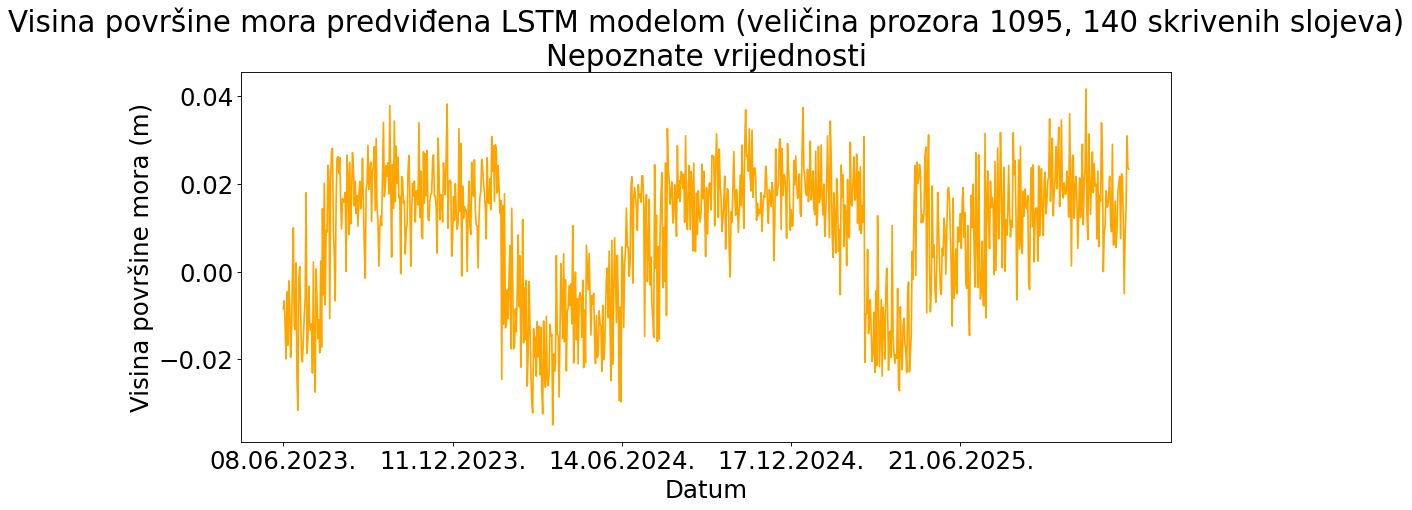 Visina površine mora predviđena LSTM modelom (veličina prozora 1095, 140 skrivenih slojeva)
Nepoznate vrijednosti
Visina površine mora (m)
0.04
0.02
0.00
−0.02
08.06.2023. 11.12.2023. 14.06.2024. 17.12.2024. 21.06.2025.
Datum